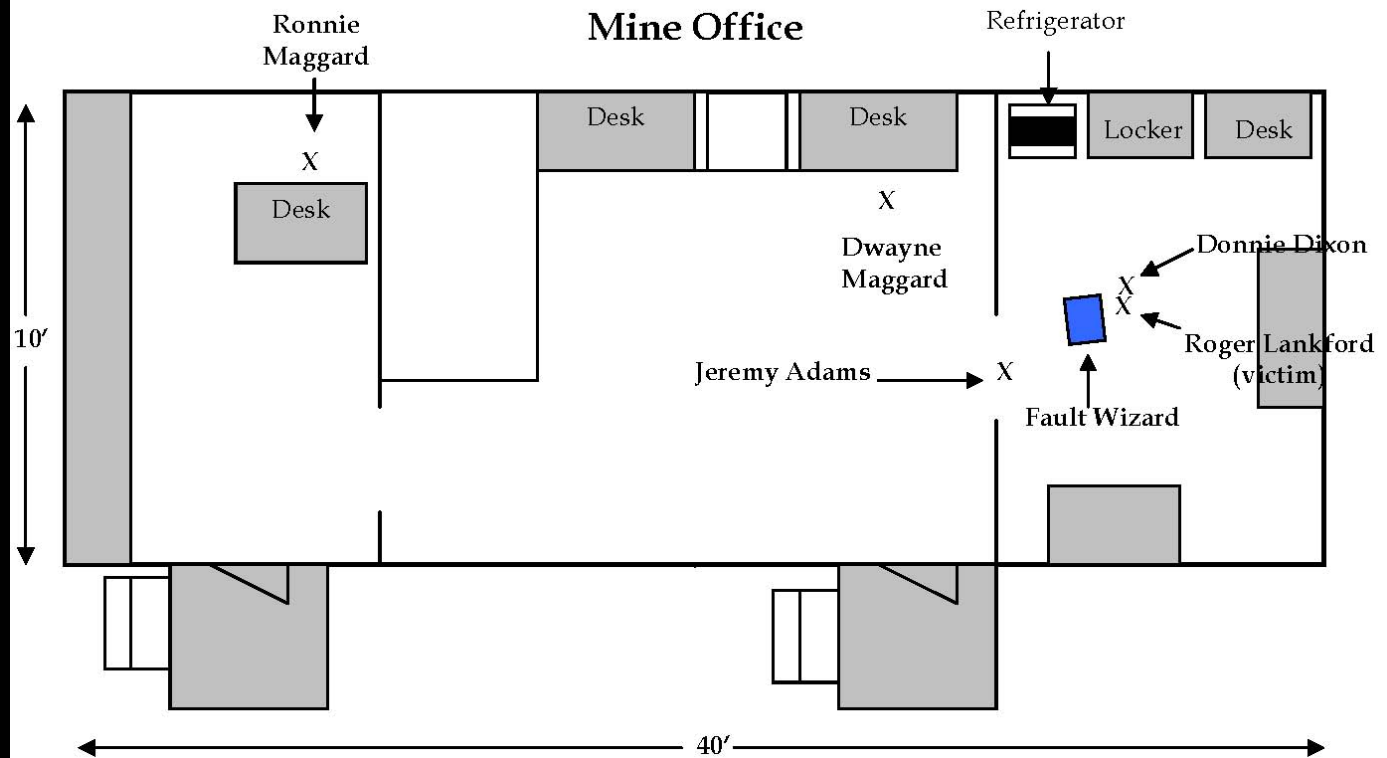 Mine Office
Ronnie
Maggard
Refrigerator
Desk
Desk
Locker
Desk
X
Desk
X
Dwayne
Maggard
Donnie Dixon
X
X
10′
Roger Lankford
(victim)
Jeremy Adams
X
Fault Wizard
40′